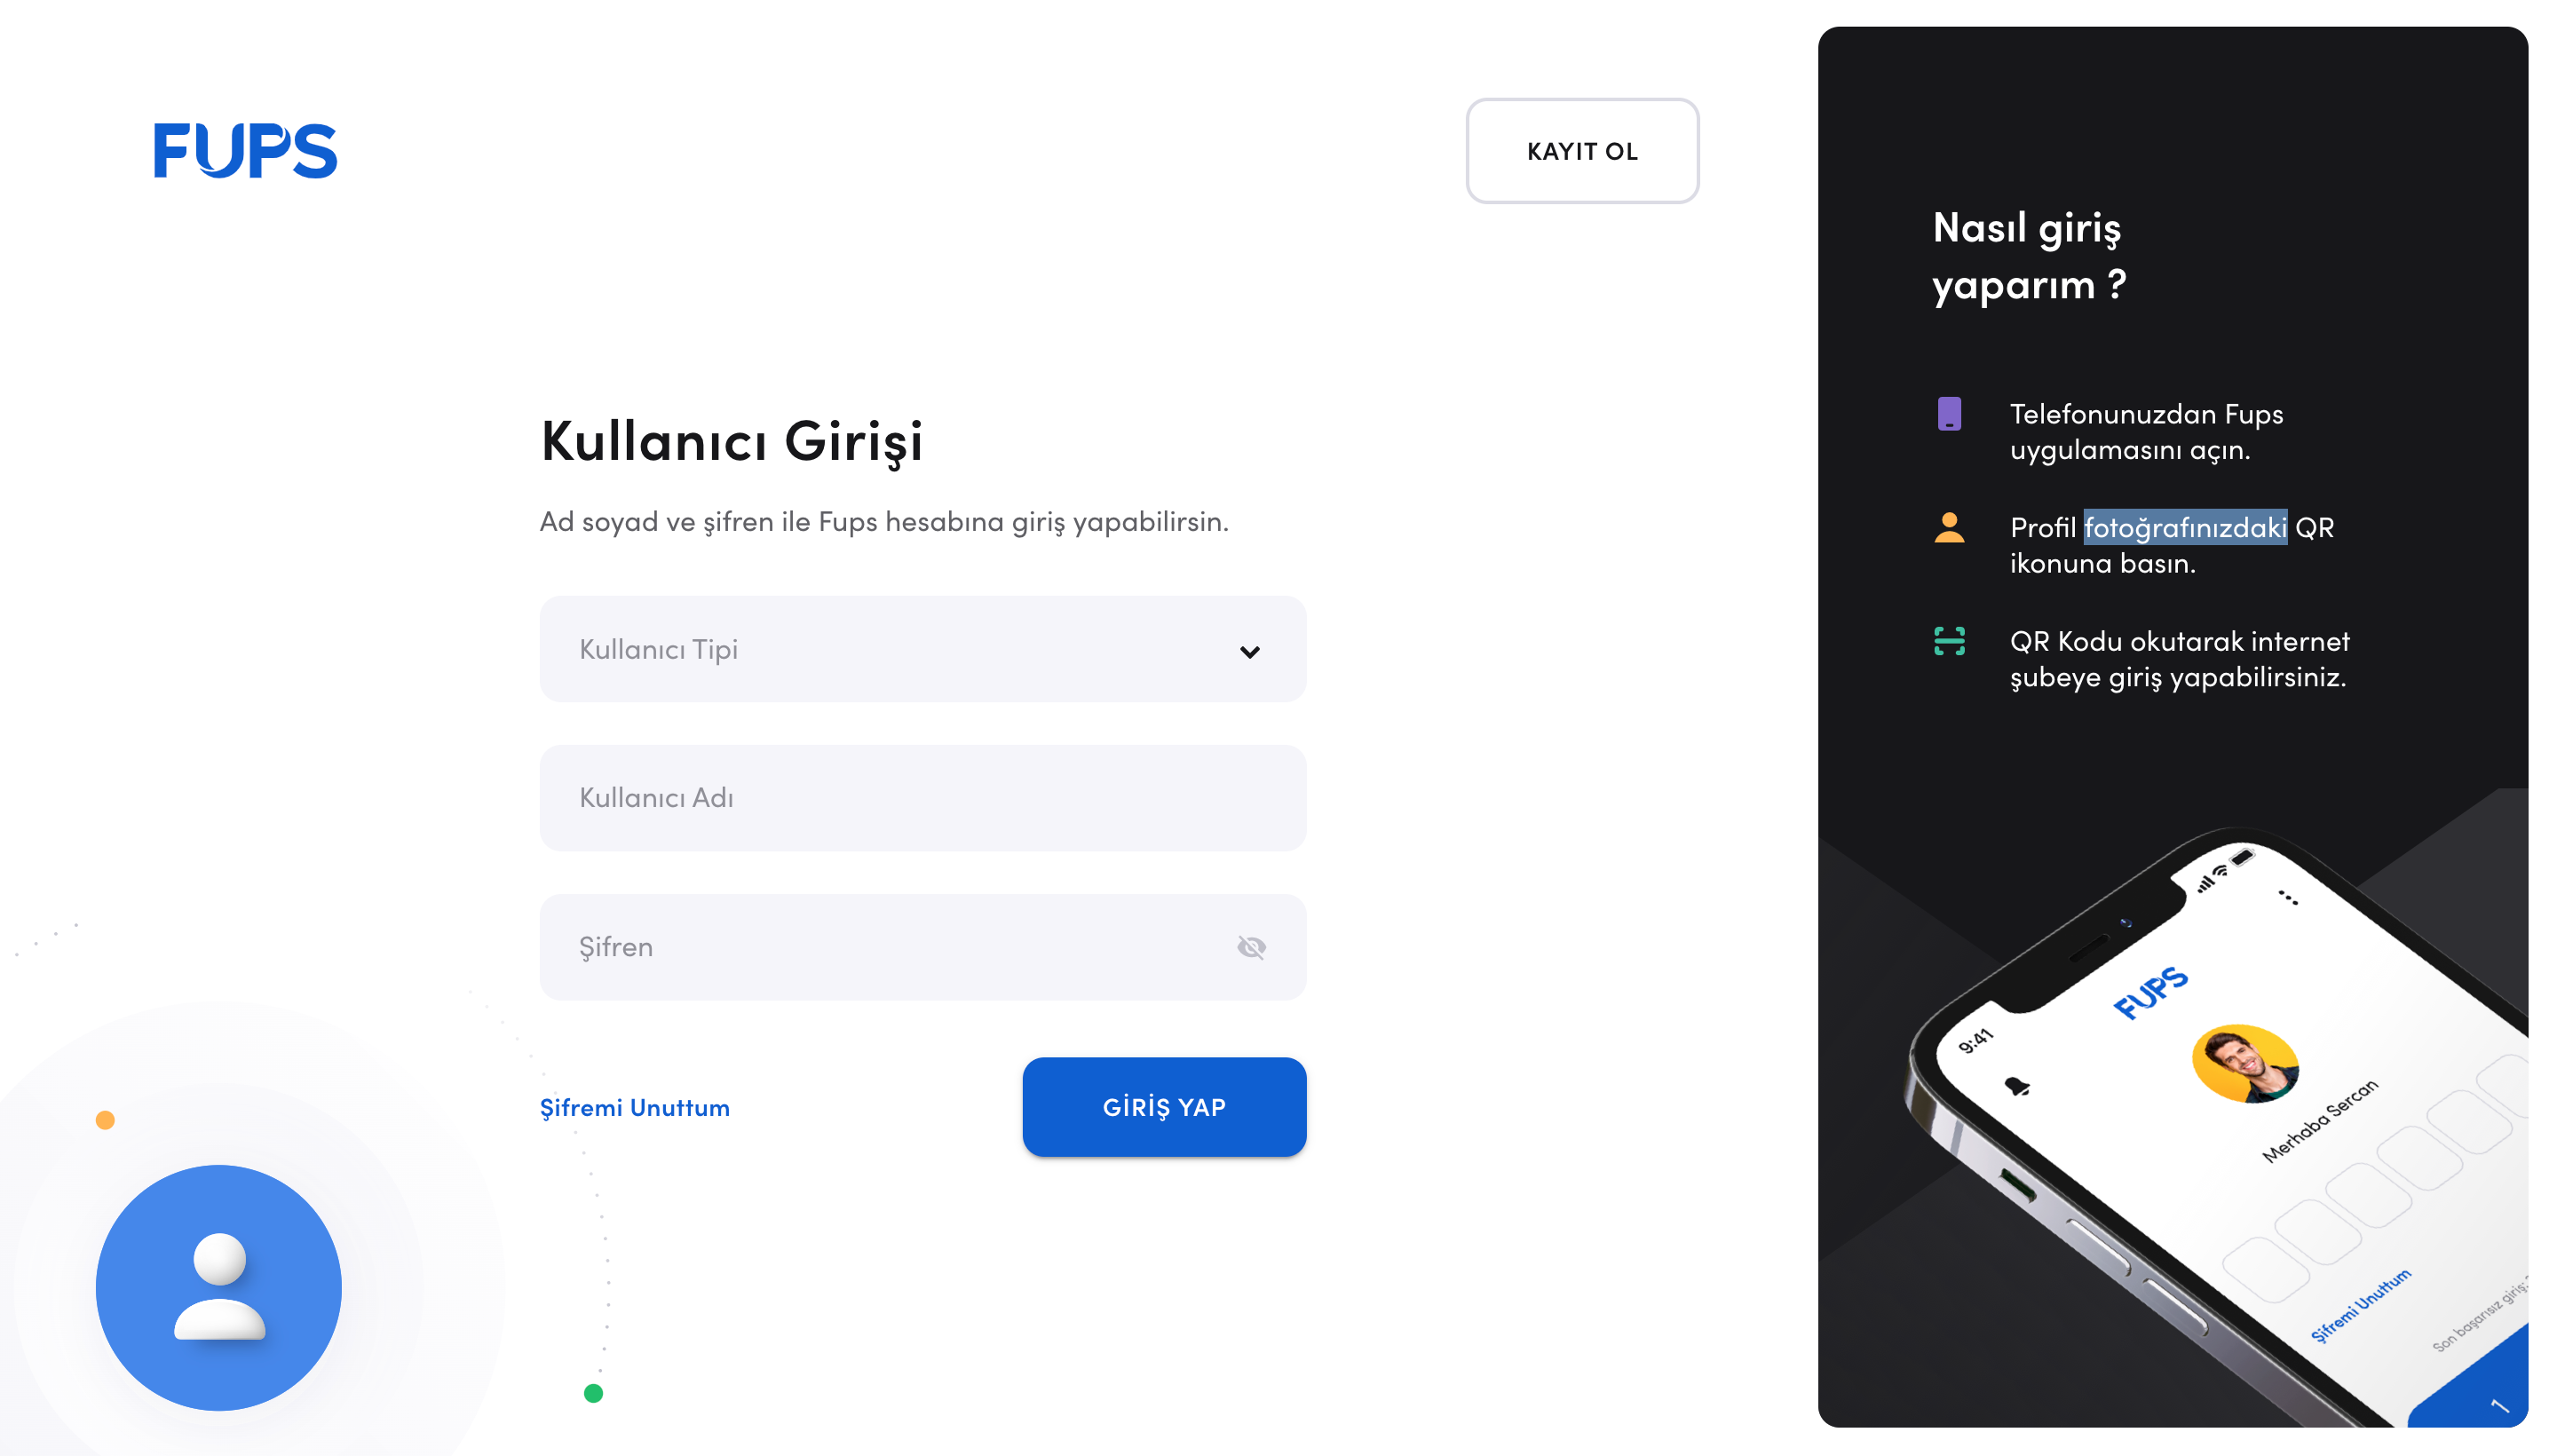 FUPS
KAYIT OL
Kullanıcı Girişi
Ad soyad ve şifren ile Fups hesabına giriş yapabilirsin.
Kullanıcı Tipi
Kullanıcı Adı
Şifren
Şifremi Unuttum
GİRİŞ YAP
Nasıl giriş
yaparım ?
Telefonunuzdan Fups
uygulamasını açın.
Profil fotoğrafınızdaki QR
ikonuna basın.
QR Kodu okutarak internet
şubeye giriş yapabilirsiniz.
9:41
FUPS
Merhaba Sercan
Şifremi Unuttum
Son başarısız giriş:
1